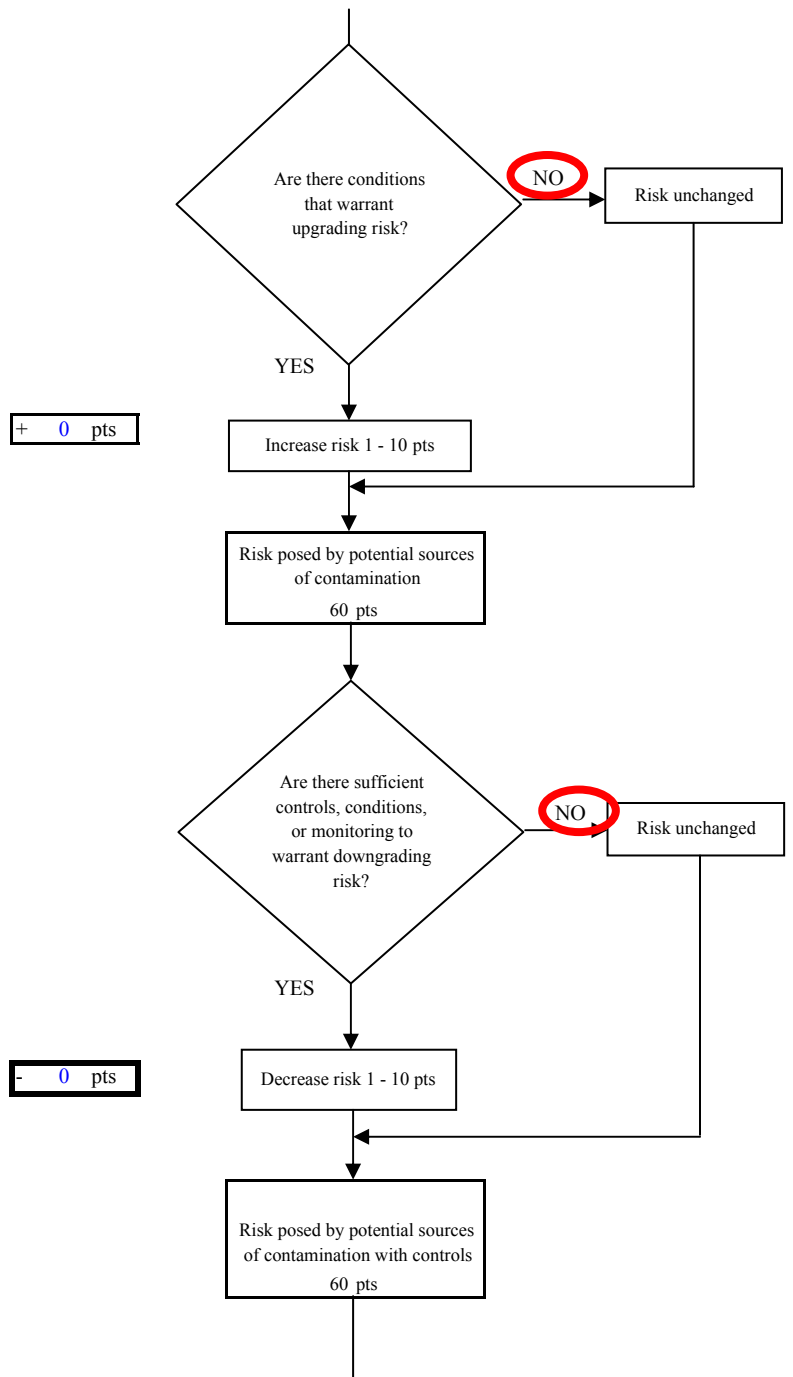 Are there conditions
that warrant
upgrading risk?
NO
Risk unchanged
YES
+ 0 pts
Increase risk 1 - 10 pts
Risk posed by potential sources
of contamination
60 pts
Are there sufficient
controls, conditions,
or monitoring to
warrant downgrading
risk?
NO
Risk unchanged
YES
- 0 pts
Decrease risk 1 - 10 pts
Risk posed by potential sources
of contamination with controls
60 pts